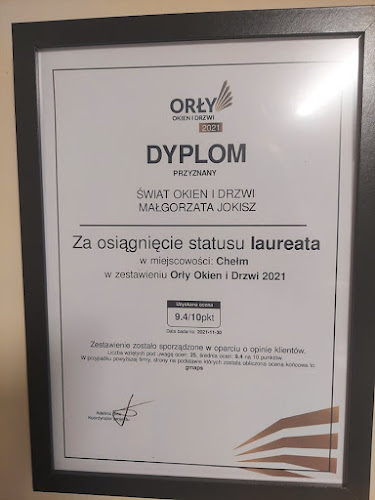 ORŁY
OKIEN I DRZWI
2021
DYPLOM
PRZYZNANY
ŚWIAT OKIEN I DRZWI
MAŁGORZATA JOKISZ
Za osiągnięcie statusu laureata
w miejscowości: Chełm
w zestawieniu Orły Okien i Drzwi 2021
Uzyskana ocena
9.4/10pkt
Data badania: 2021-11-30
Zestawienie zostało sporządzone w oparciu o opinie klientów.
Liczba wziętych pod uwagę ocen: 20, średnia ocen: 9.4 na 10 punktów.
W przypadku powyższej firmy, strony na podstawie których została obliczona ocena końcowa to:
gmaps